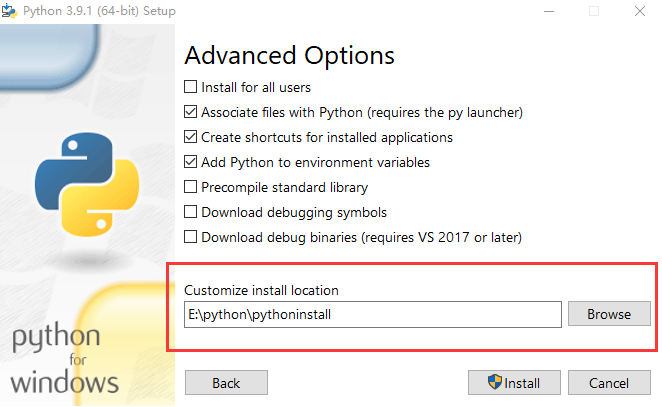 Python 3.9.1 (64-bit) Setup
Advanced Options
Install for all users
Associate files with Python (requires the py launcher)
Create shortcuts for installed applications
Add Python to environment variables
Precompile standard library
Download debugging symbols
Download debug binaries (requires VS 2017 or later)
Customize install location
E:\python\pythoninstall
Browse
python
for
windows
Back
Install
Cancel